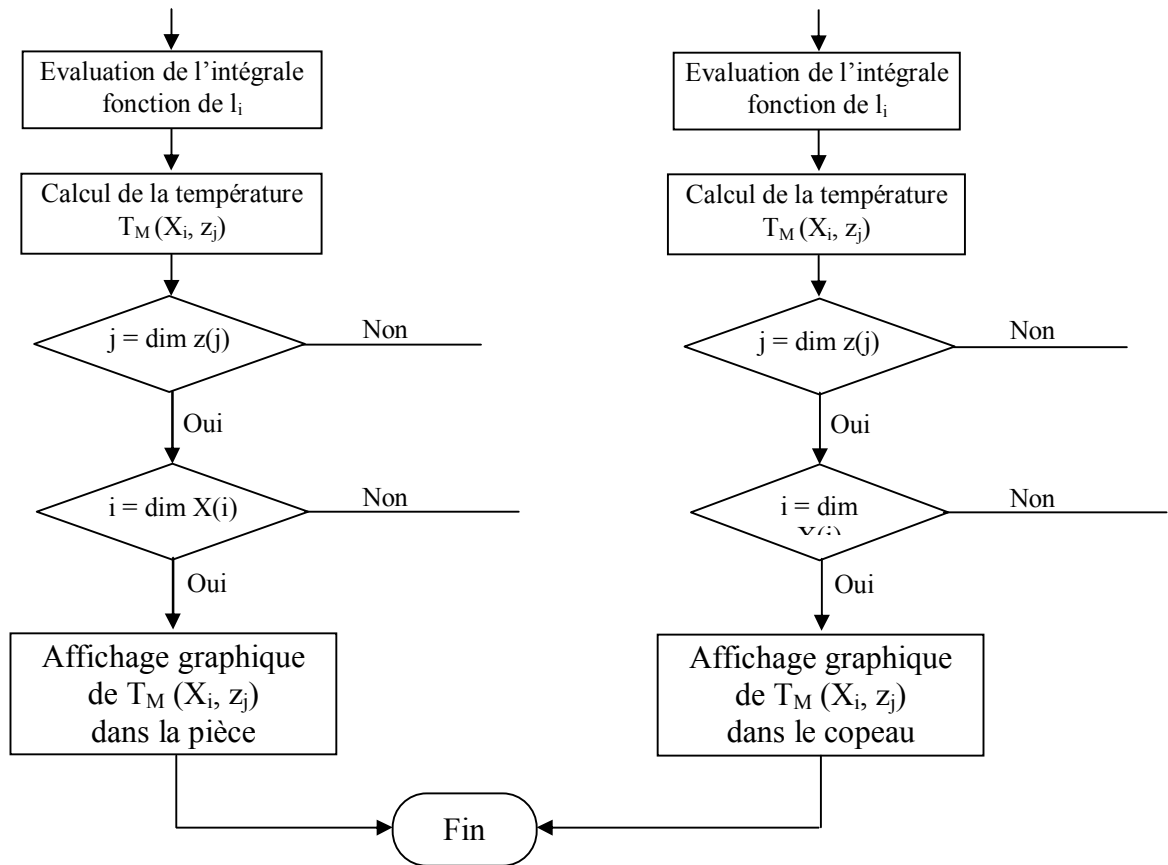 Evaluation de l'intégrale
fonction de lᵢ
Calcul de la température
T_M (Xᵢ, zⱼ)
j = dim z(j)
Non
Oui
i = dim X(i)
Non
Oui
Affichage graphique
de T_M (Xᵢ, zⱼ)
dans la pièce
Evaluation de l'intégrale
fonction de lᵢ
Calcul de la température
T_M (Xᵢ, zⱼ)
j = dim z(j)
Non
Oui
i = dim
Non
Oui
Affichage graphique
de T_M (Xᵢ, zⱼ)
dans le copeau
Fin